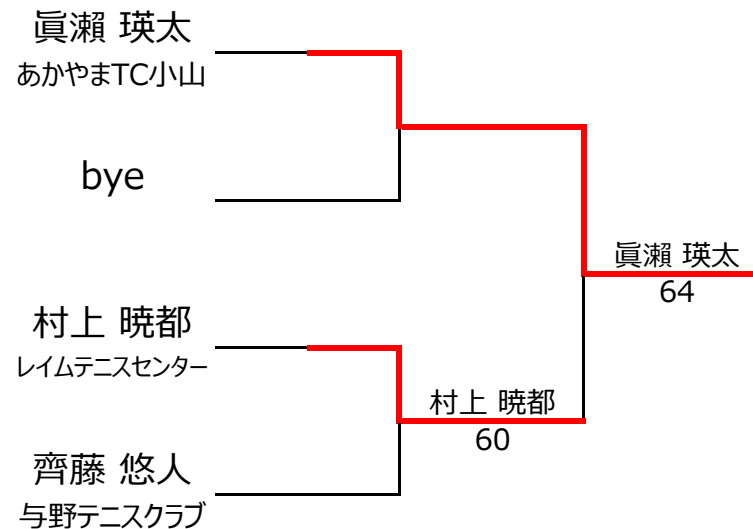 眞瀨 瑛太
あかやまTC小山
bye
眞瀨 瑛太
64
村上 暁都
レイムテニスセンター
村上 暁都
60
齊藤 悠人
与野テニスクラブ